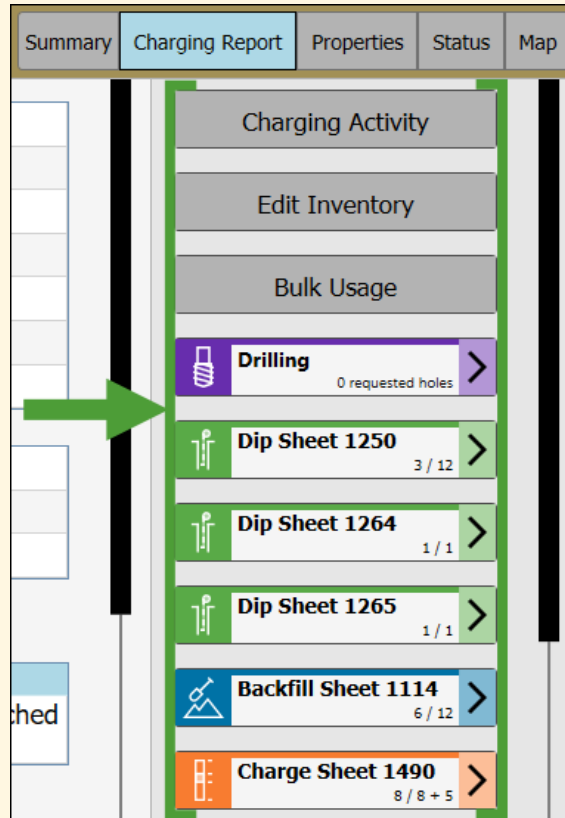 Summary Charging Report Properties Status Map
Charging Activity
Edit Inventory
Bulk Usage
Drilling
0 requested holes
Dip Sheet 1250
3 / 12
Dip Sheet 1264
1 / 1
Dip Sheet 1265
1 / 1
Backfill Sheet 1114
6 / 12
ched
Charge Sheet 1490
8 / 8 + 5